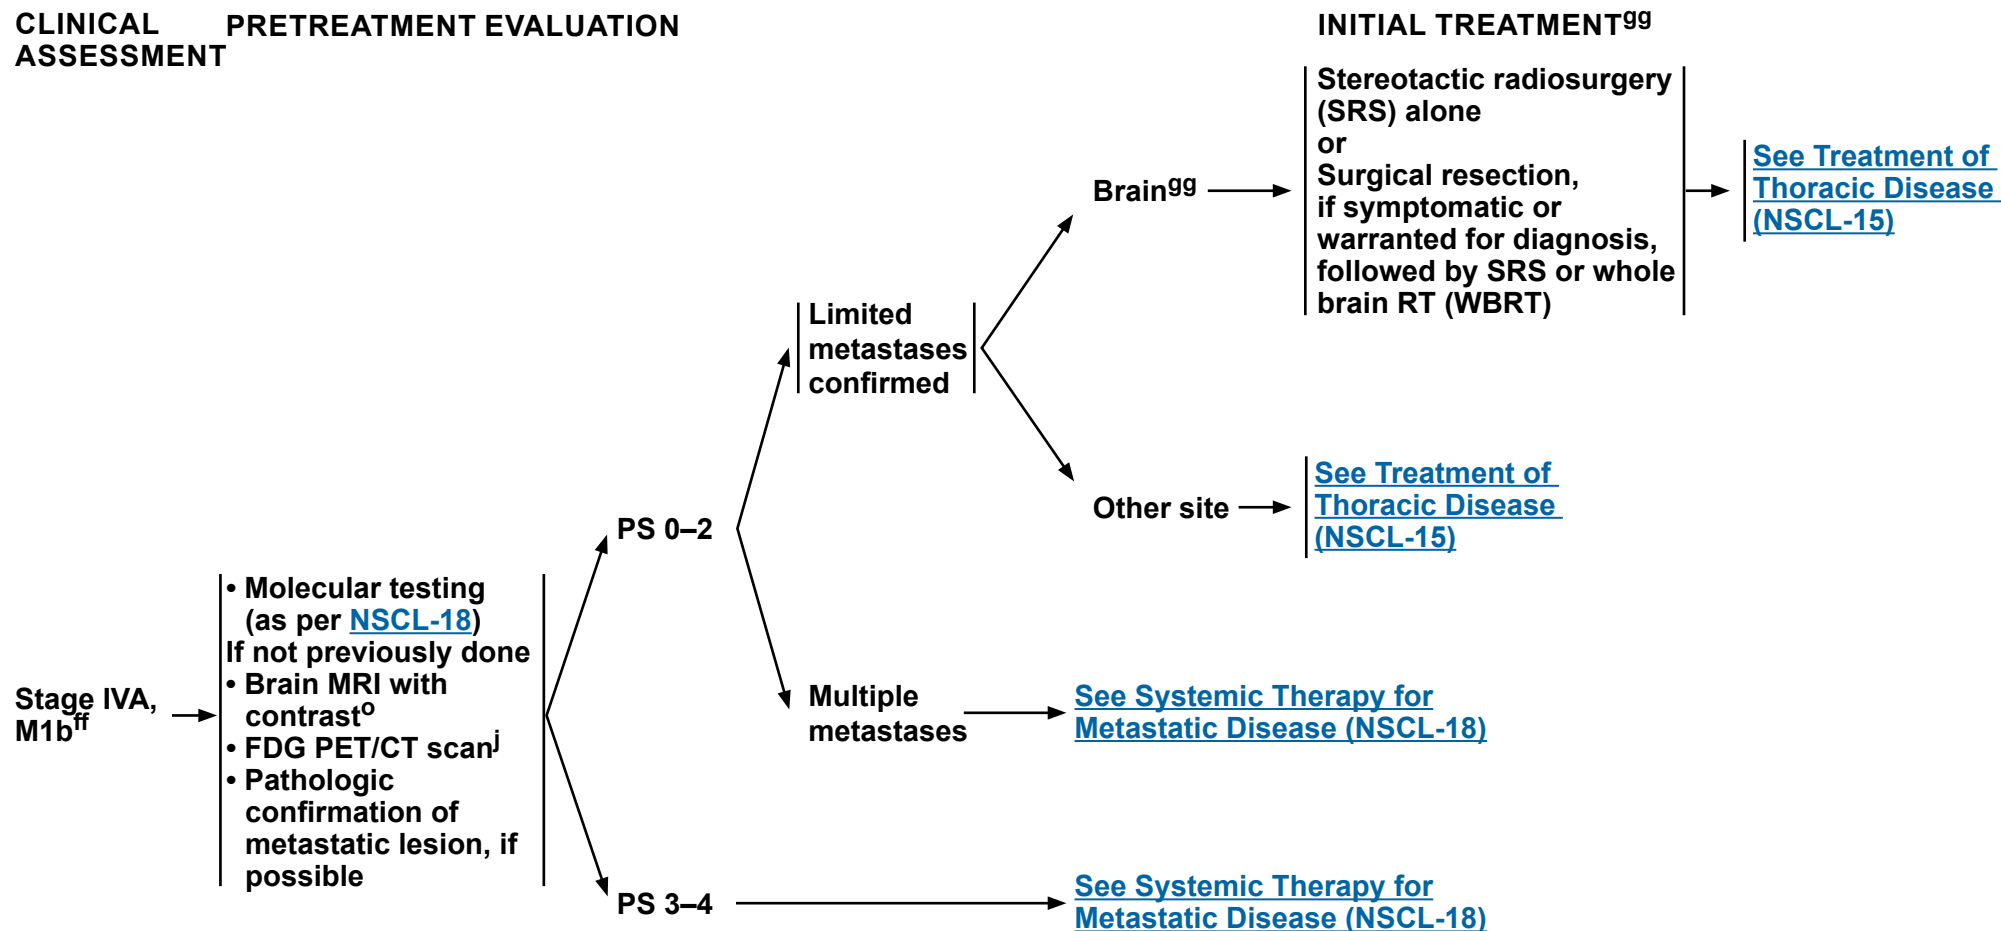 CLINICAL
ASSESSMENT
PRETREATMENT EVALUATION
INITIAL TREATMENTgg
Stage IVA,
M1bff
• Molecular testing
(as per NSCL-18)
If not previously done
• Brain MRI with
contrasto
• FDG PET/CT scanj
• Pathologic
confirmation of
metastatic lesion, if
possible
PS 0–2
Limited
metastases
confirmed
Braingg
Stereotactic radiosurgery
(SRS) alone
or
Surgical resection,
if symptomatic or
warranted for diagnosis,
followed by SRS or whole
brain RT (WBRT)
See Treatment of
Thoracic Disease
(NSCL-15)
Other site
See Treatment of
Thoracic Disease
(NSCL-15)
Multiple
metastases
See Systemic Therapy for
Metastatic Disease (NSCL-18)
PS 3–4
See Systemic Therapy for
Metastatic Disease (NSCL-18)